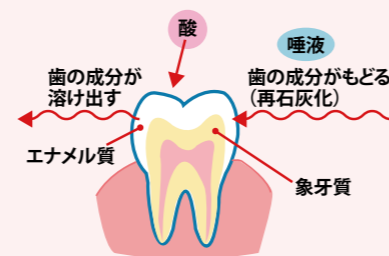 酸
唾液
歯の成分が
溶け出す
歯の成分がもどる
(再石灰化)
エナメル質
象牙質